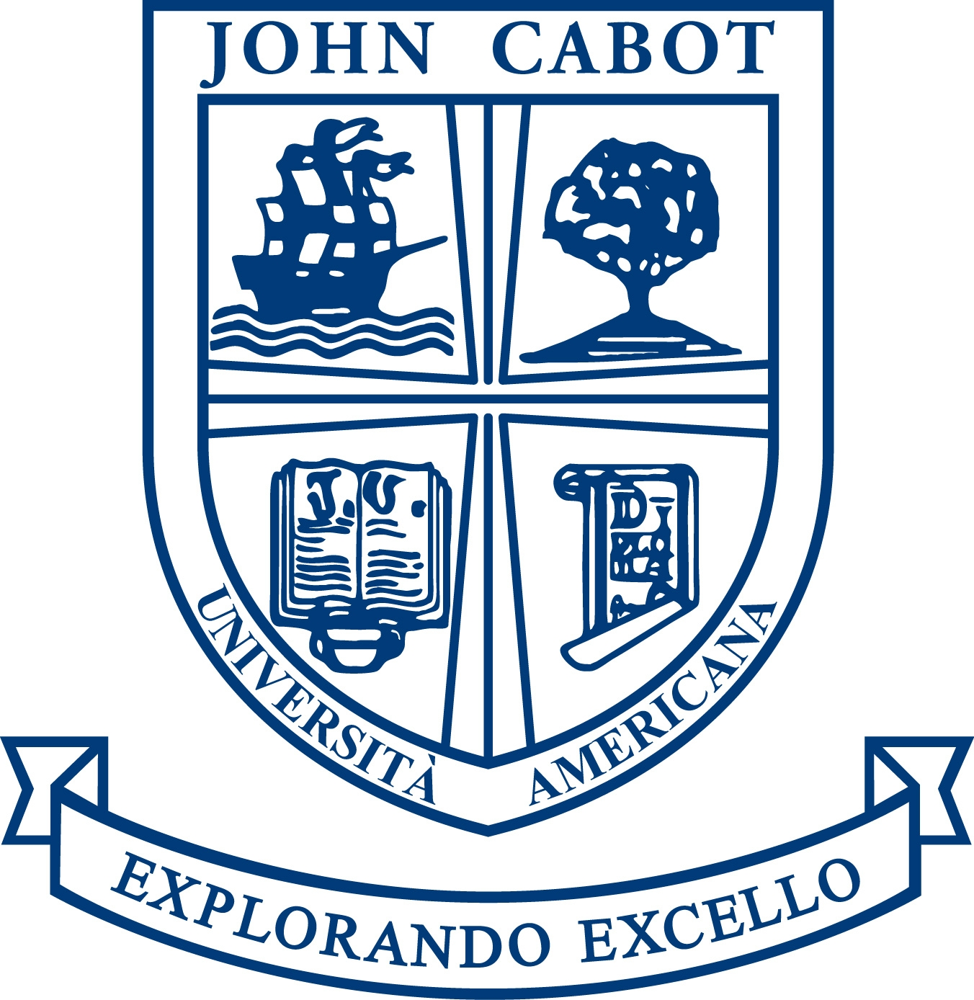 JOHN CABOT
J. U.
UNIVERSITÀ AMERICANA
EXPLORANDO EXCELLO